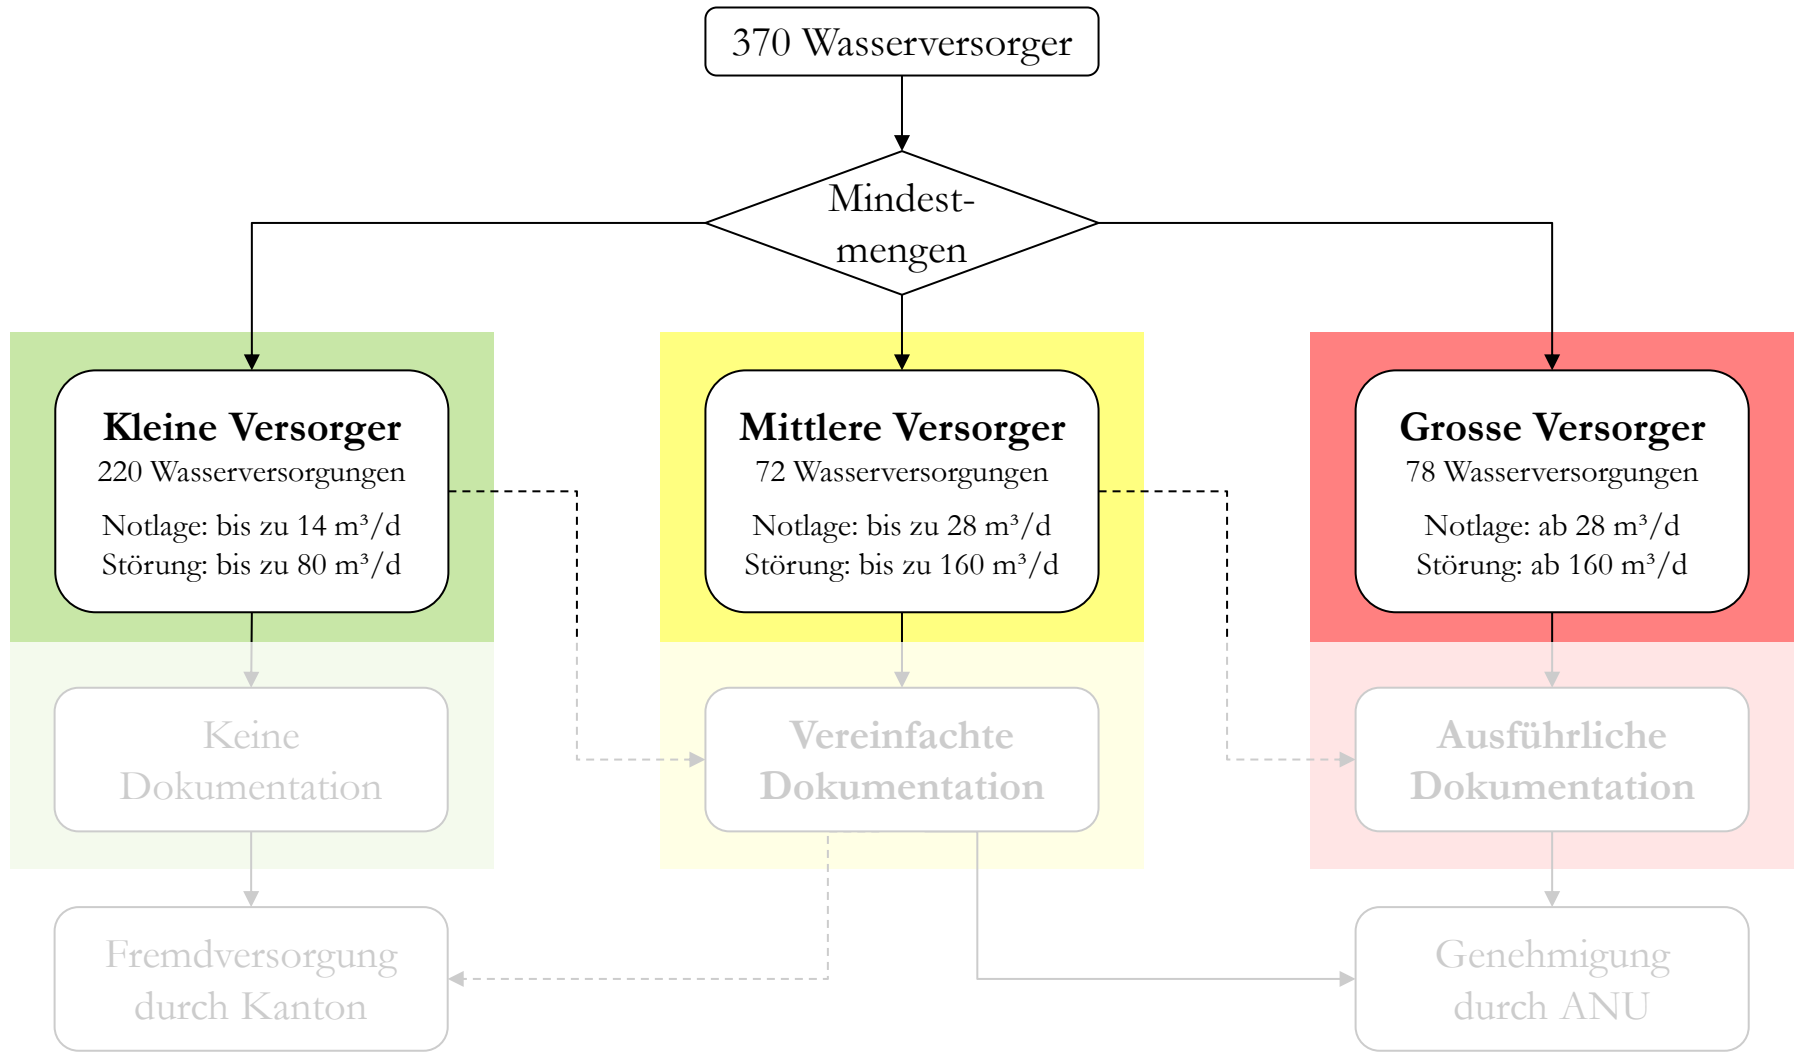 370 Wasserversorger
Mindest-
mengen
Kleine Versorger
220 Wasserversorgungen
Notlage: bis zu 14 m³/d
Störung: bis zu 80 m³/d
Mittlere Versorger
72 Wasserversorgungen
Notlage: bis zu 28 m³/d
Störung: bis zu 160 m³/d
Grosse Versorger
78 Wasserversorgungen
Notlage: ab 28 m³/d
Störung: ab 160 m³/d
Keine
Dokumentation
Vereinfachte
Dokumentation
Ausführliche
Dokumentation
Fremdversorgung
durch Kanton
Genehmigung
durch ANU